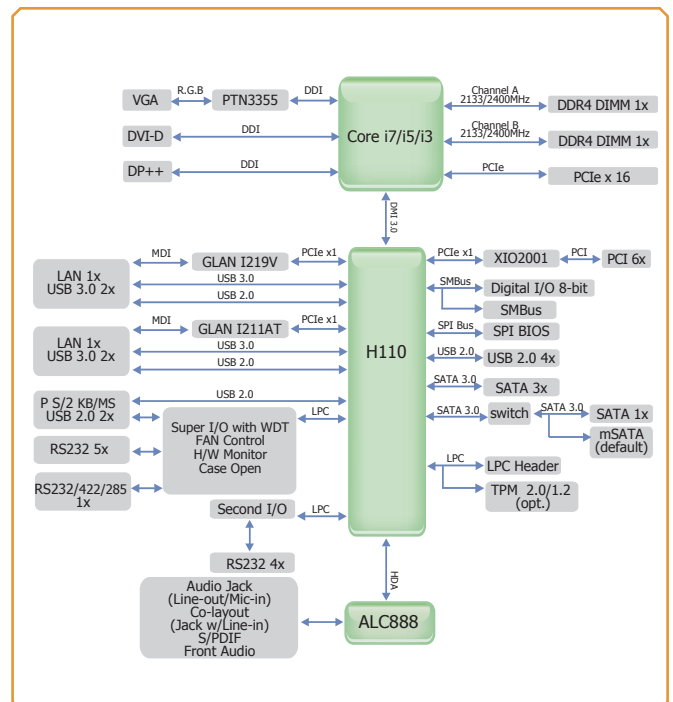 VGA
R.G.B
PTN3355
DDI
DVI-D
DDI
DP++
DDI
Core i7/i5/i3
Channel A
2133/2400MHz
DDR4 DIMM 1x
Channel B
2133/2400MHz
DDR4 DIMM 1x
PCIe
PCIe x 16
DMI 3.0
LAN 1x
USB 3.0 2x
MDI
GLAN I219V
PCIe x1
USB 3.0
USB 2.0
LAN 1x
USB 3.0 2x
MDI
GLAN I211AT
PCIe x1
USB 3.0
USB 2.0
P S/2 KB/MS
USB 2.0 2x
USB 2.0
RS232 5x
RS232/422/285
1x
Super I/O with WDT
FAN Control
H/W Monitor
Case Open
LPC
Second I/O
LPC
RS232 4x
H110
PCIe x1
XIO2001
PCI
PCI 6x
SMBus
Digital I/O 8-bit
SMBus
SPI Bus
SPI BIOS
USB 2.0
USB 2.0 4x
SATA 3.0
SATA 3x
SATA 3.0
switch
SATA 3.0
SATA 1x
mSATA
(default)
LPC
LPC Header
TPM 2.0/1.2
(opt.)
HDA
Audio Jack
(Line-out/Mic-in)
Co-layout
(Jack w/Line-in)
S/PDIF
Front Audio
ALC888